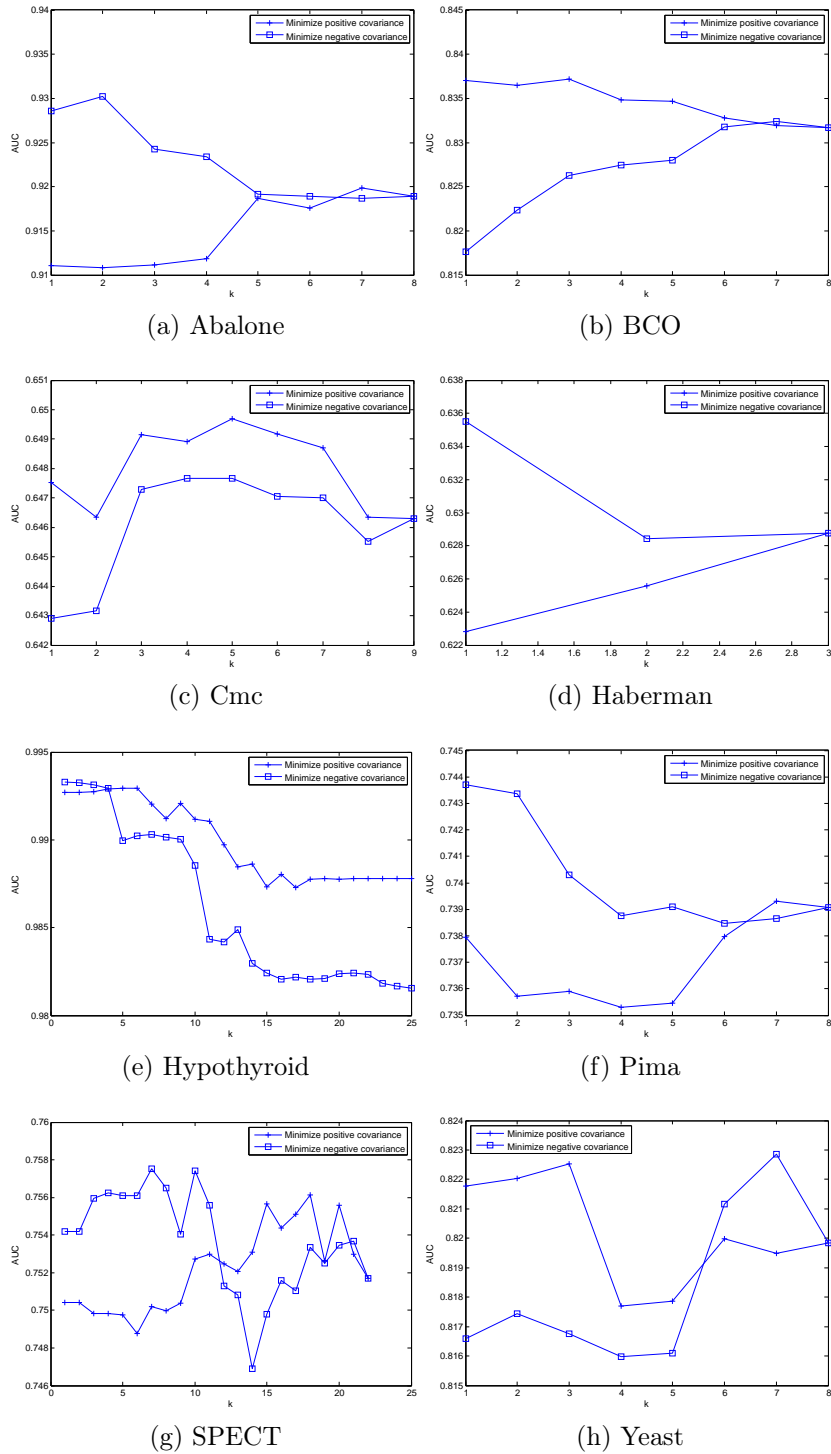 0.94
0.935
0.93
0.925
0.92
0.915
0.91
AUC
Minimize positive covariance
Minimize negative covariance
1 2 3 4 5 6 7 8
k
(a) Abalone
0.845
0.84
0.835
0.83
0.825
0.82
0.815
AUC
Minimize positive covariance
Minimize negative covariance
1 2 3 4 5 6 7 8
k
(b) BCO
0.651
0.65
0.649
0.648
0.647
0.646
0.645
0.644
0.643
0.642
AUC
Minimize positive covariance
Minimize negative covariance
1 2 3 4 5 6 7 8 9
k
(c) Cmc
0.638
0.636
0.634
0.632
0.63
0.628
0.626
0.624
0.622
AUC
Minimize positive covariance
Minimize negative covariance
1 1.2 1.4 1.6 1.8 2 2.2 2.4 2.6 2.8 3
k
(d) Haberman
0.995
0.99
0.985
0.98
AUC
Minimize positive covariance
Minimize negative covariance
0 5 10 15 20 25
k
(e) Hypothyroid
0.745
0.744
0.743
0.742
0.741
0.74
0.739
0.738
0.737
0.736
0.735
AUC
Minimize positive covariance
Minimize negative covariance
1 2 3 4 5 6 7 8
k
(f) Pima
0.76
0.758
0.756
0.754
0.752
0.75
0.748
0.746
AUC
Minimize positive covariance
Minimize negative covariance
0 5 10 15 20 25
k
(g) SPECT
0.824
0.823
0.822
0.821
0.82
0.819
0.818
0.817
0.816
0.815
AUC
Minimize positive covariance
Minimize negative covariance
1 2 3 4 5 6 7 8
k
(h) Yeast